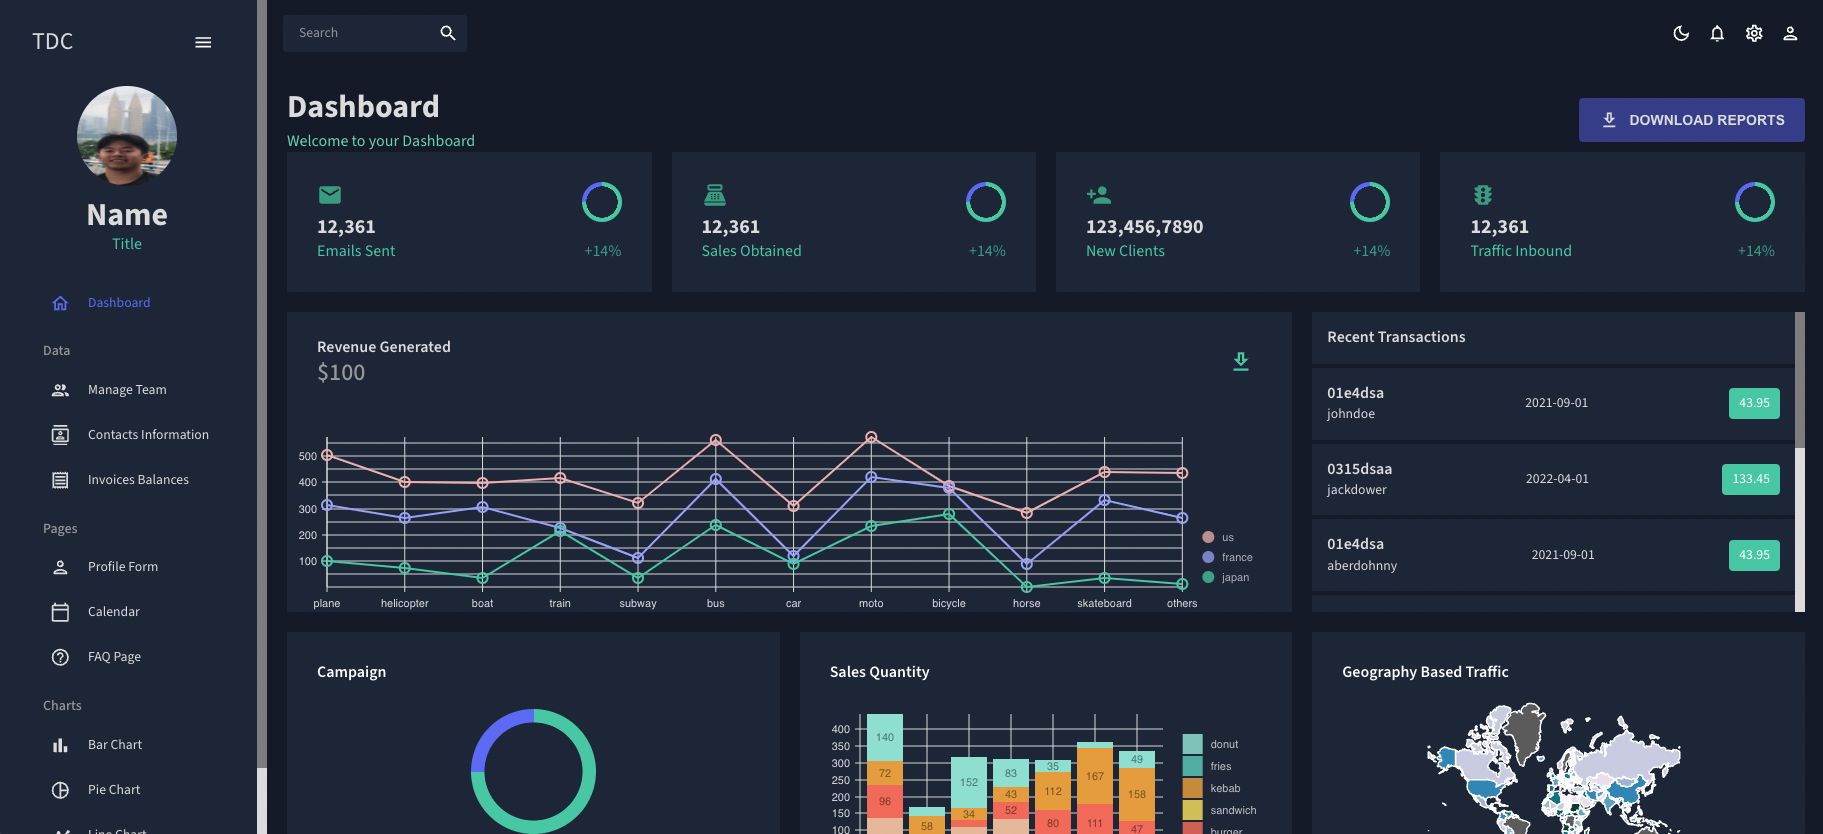 TDC
Name
Title
Dashboard
Data
Manage Team
Contacts Information
Invoices Balances
Pages
Profile Form
Calendar
FAQ Page
Charts
Bar Chart
Pie Chart
Line Chart
Search
Dashboard
Welcome to your Dashboard
DOWNLOAD REPORTS
12,361
Emails Sent
+14%
12,361
Sales Obtained
+14%
123,456,7890
New Clients
+14%
12,361
Traffic Inbound
+14%
Revenue Generated
$100
500
400
300
200
100
plane helicopter boat train subway bus car moto bicycle horse skateboard others
us
france
japan
Recent Transactions
01e4dsa
johndoe
2021-09-01
43.95
0315dsaa
jackdower
2022-04-01
133.45
01e4dsa
aberdohnny
2021-09-01
43.95
Campaign
Sales Quantity
400
350
300
250
200
150
100
140
72
96
58
152
34
83
43
52
35
112
80
167
111
49
158
47
donut
fries
kebab
sandwich
burger
Geography Based Traffic